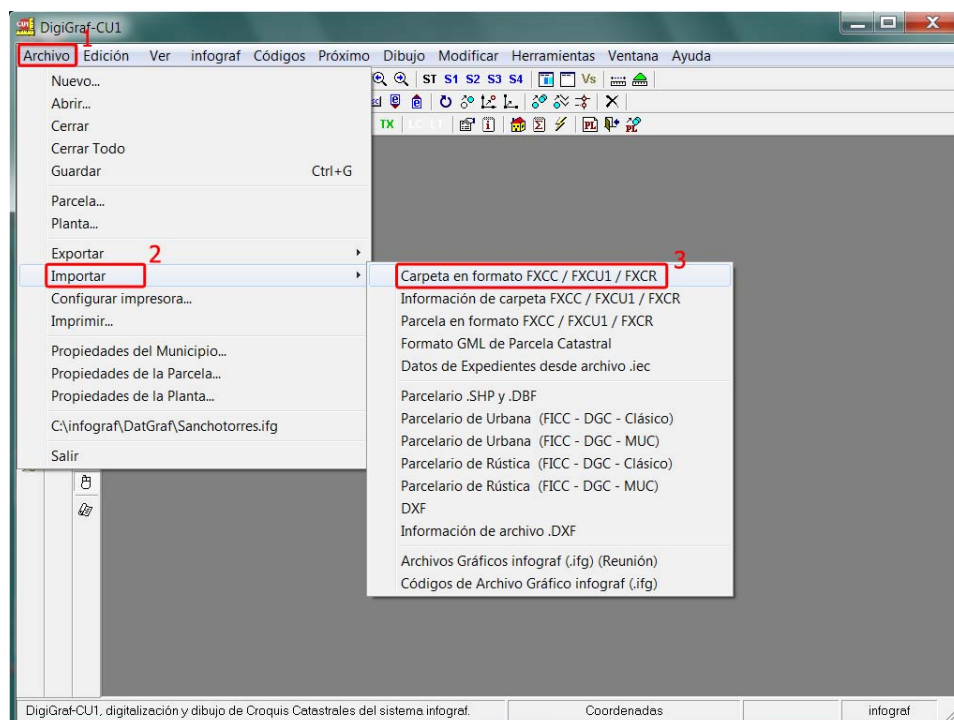 DigiGraf-CU1
1
Archivo Edición Ver infograf Códigos Próximo Dibujo Modificar Herramientas Ventana Ayuda
Nuevo...
Abrir...
Cerrar
Cerrar Todo
Guardar Ctrl+G
Parcela...
Planta...
Exportar
2
Importar
Configurar impresora...
Imprimir...
Propiedades del Municipio...
Propiedades de la Parcela...
Propiedades de la Planta...
C:\infograf\DatGraf\Sanchotorres.ifg
Salir
ST S1 S2 S3 S4 Vs
TX LC LT PL PL
3
Carpeta en formato FXCC / FXCU1 / FXCR
Información de carpeta FXCC / FXCU1 / FXCR
Parcela en formato FXCC / FXCU1 / FXCR
Formato GML de Parcela Catastral
Datos de Expedientes desde archivo .iec
Parcelario .SHP y .DBF
Parcelario de Urbana (FICC - DGC - Clásico)
Parcelario de Urbana (FICC - DGC - MUC)
Parcelario de Rústica (FICC - DGC - Clásico)
Parcelario de Rústica (FICC - DGC - MUC)
DXF
Información de archivo .DXF
Archivos Gráficos infograf (.ifg) (Reunión)
Códigos de Archivo Gráfico infograf (.ifg)
DigiGraf-CU1, digitalización y dibujo de Croquis Catastrales del sistema infograf. Coordenadas infograf